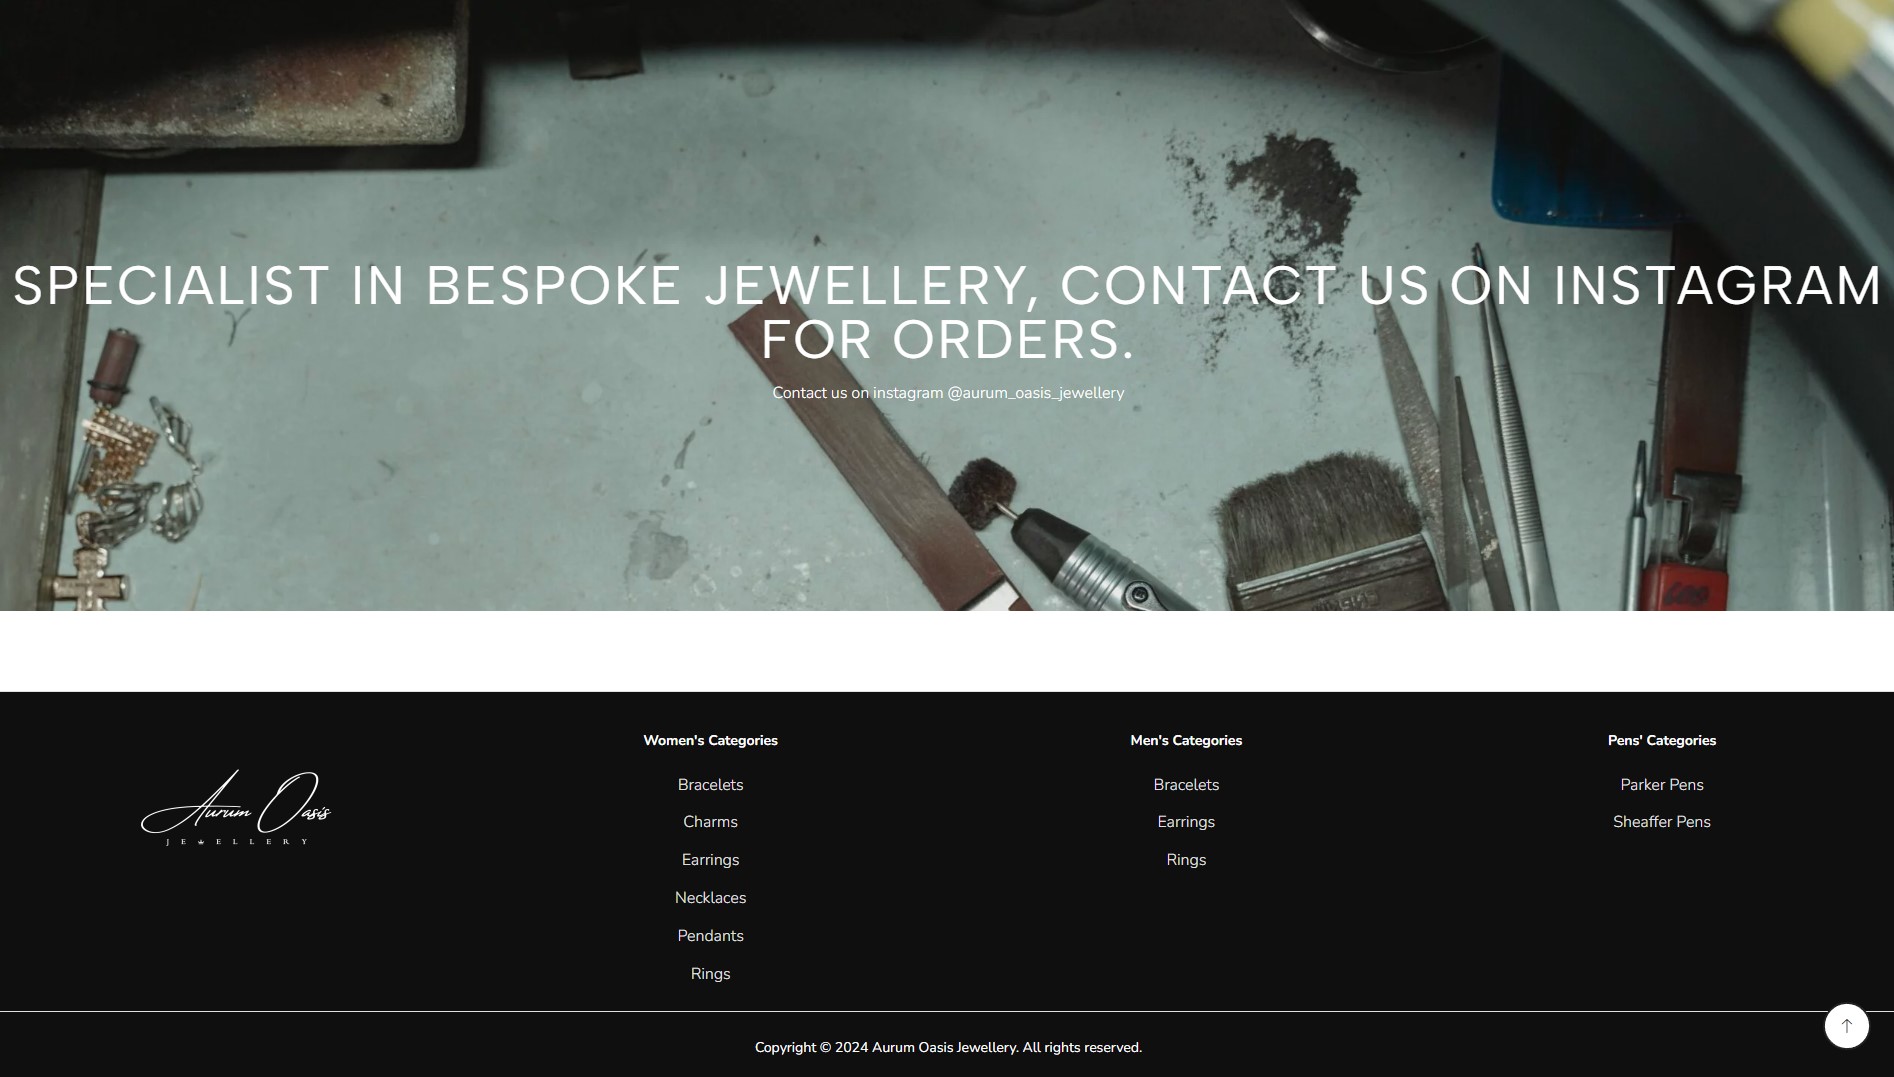 SPECIALIST IN BESPOKE JEWELLERY, CONTACT US ON INSTAGRAM
FOR ORDERS.
Contact us on instagram @aurum_oasis_jewellery
Aurum Oasis
JEWELLERY
Women's Categories
Bracelets
Charms
Earrings
Necklaces
Pendants
Rings
Men's Categories
Bracelets
Earrings
Rings
Pens' Categories
Parker Pens
Sheaffer Pens
Copyright © 2024 Aurum Oasis Jewellery. All rights reserved.